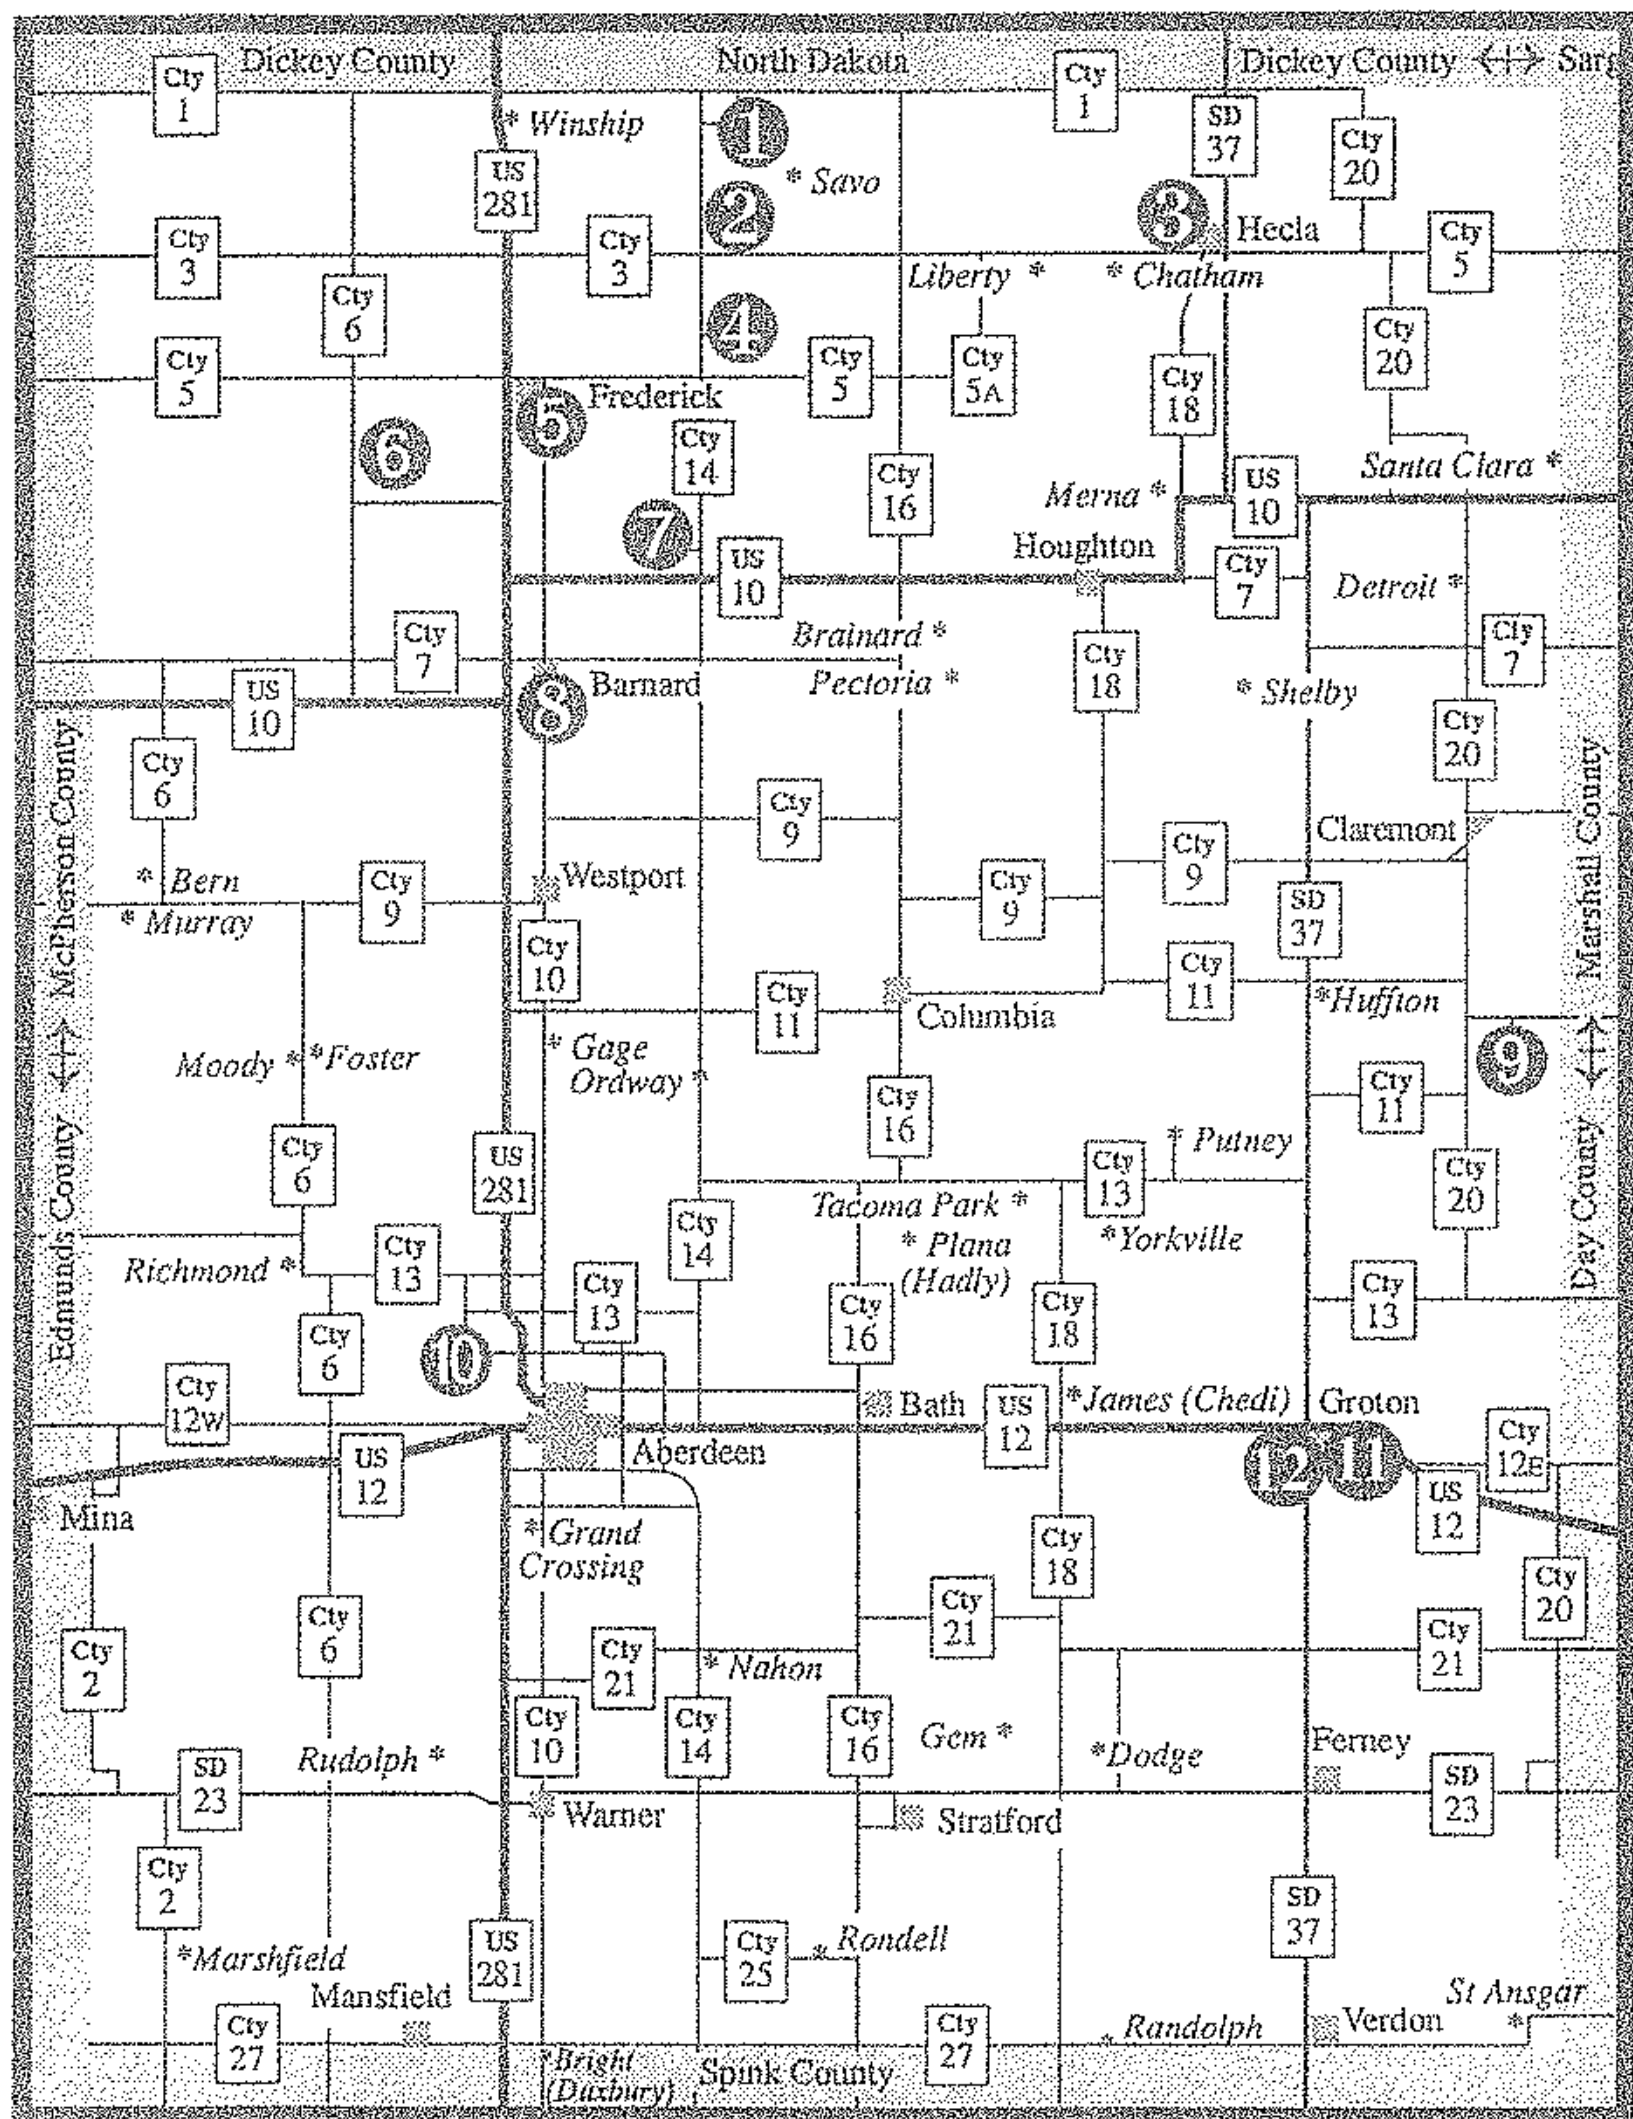 Dickey County
North Dakota
Dickey County <+> Sarg
Cty
1
Cty
1
* Winship
1
SD
37
Cty
20
US
281
* Savo
2
3
Hecla
Cty
3
Cty
3
Cty
5
Liberty *
* Chatham
Cty
6
4
Cty
20
Cty
5
Cty
5
Cty
5A
Cty
18
Frederick
5
6
Cty
14
Cty
16
Santa Clara *
Merna *
US
10
7
Houghton
US
10
Cty
7
Detroit *
Cty
7
Brainard *
Cty
18
Cty
7
US
10
8
Barnard
Pectoria *
* Shelby
Cty
20
Cty
6
McPherson County
Marshall County
Cty
9
Claremont
Cty
9
* Bern
* Murray
Cty
9
Westport
Cty
9
SD
37
Cty
10
Cty
11
Cty
11
Columbia
*Huffton
Moody *
*Foster
* Gage
Ordway *
9
Cty
16
Cty
11
Edmunds County
Day County
Cty
6
US
281
Cty
13
* Putney
Cty
20
Tacoma Park *
Cty
14
* Plana
(Hadly)
*Yorkville
Richmond *
Cty
13
Cty
13
Cty
16
Cty
18
Cty
13
Cty
6
10
Cty
12W
Bath
US
12
*James (Chedi)
Groton
Cty
12E
US
12
Aberdeen
12
11
US
12
Mina
* Grand
Crossing
Cty
18
Cty
20
Cty
2
Cty
6
Cty
21
Cty
21
Cty
21
* Nahon
Cty
10
Cty
14
Cty
16
Gem *
*Dodge
Ferney
SD
23
Rudolph *
SD
23
Warner
Stratford
Cty
2
SD
37
*Marshfield
US
281
Cty
25
* Rondell
Mansfield
St Ansgar
*
Cty
27
Cty
27
* Randolph
Verdon
*Bright
(Duxbury)
Spink County